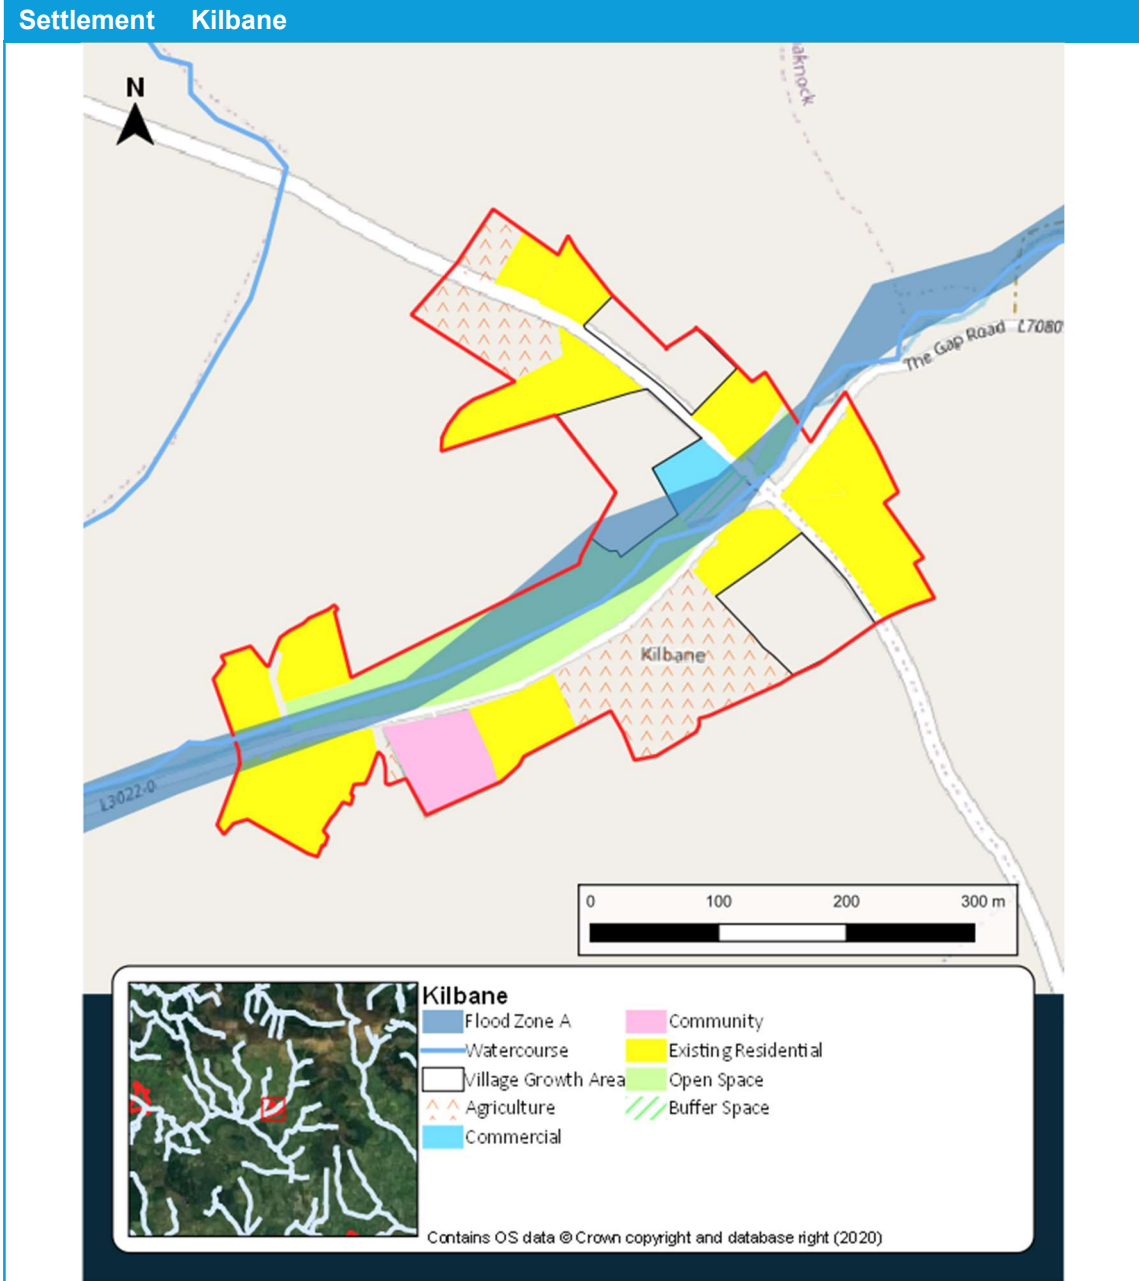 Settlement Kilbane
N
aknock
The Gap Road L7080
Kilbane
L3022-0
0 100 200 300 m
Kilbane
Flood Zone A Community
Watercourse Existing Residential
Village Growth Area Open Space
Agriculture Buffer Space
Commercial
Contains OS data © Crown copyright and database right (2020)